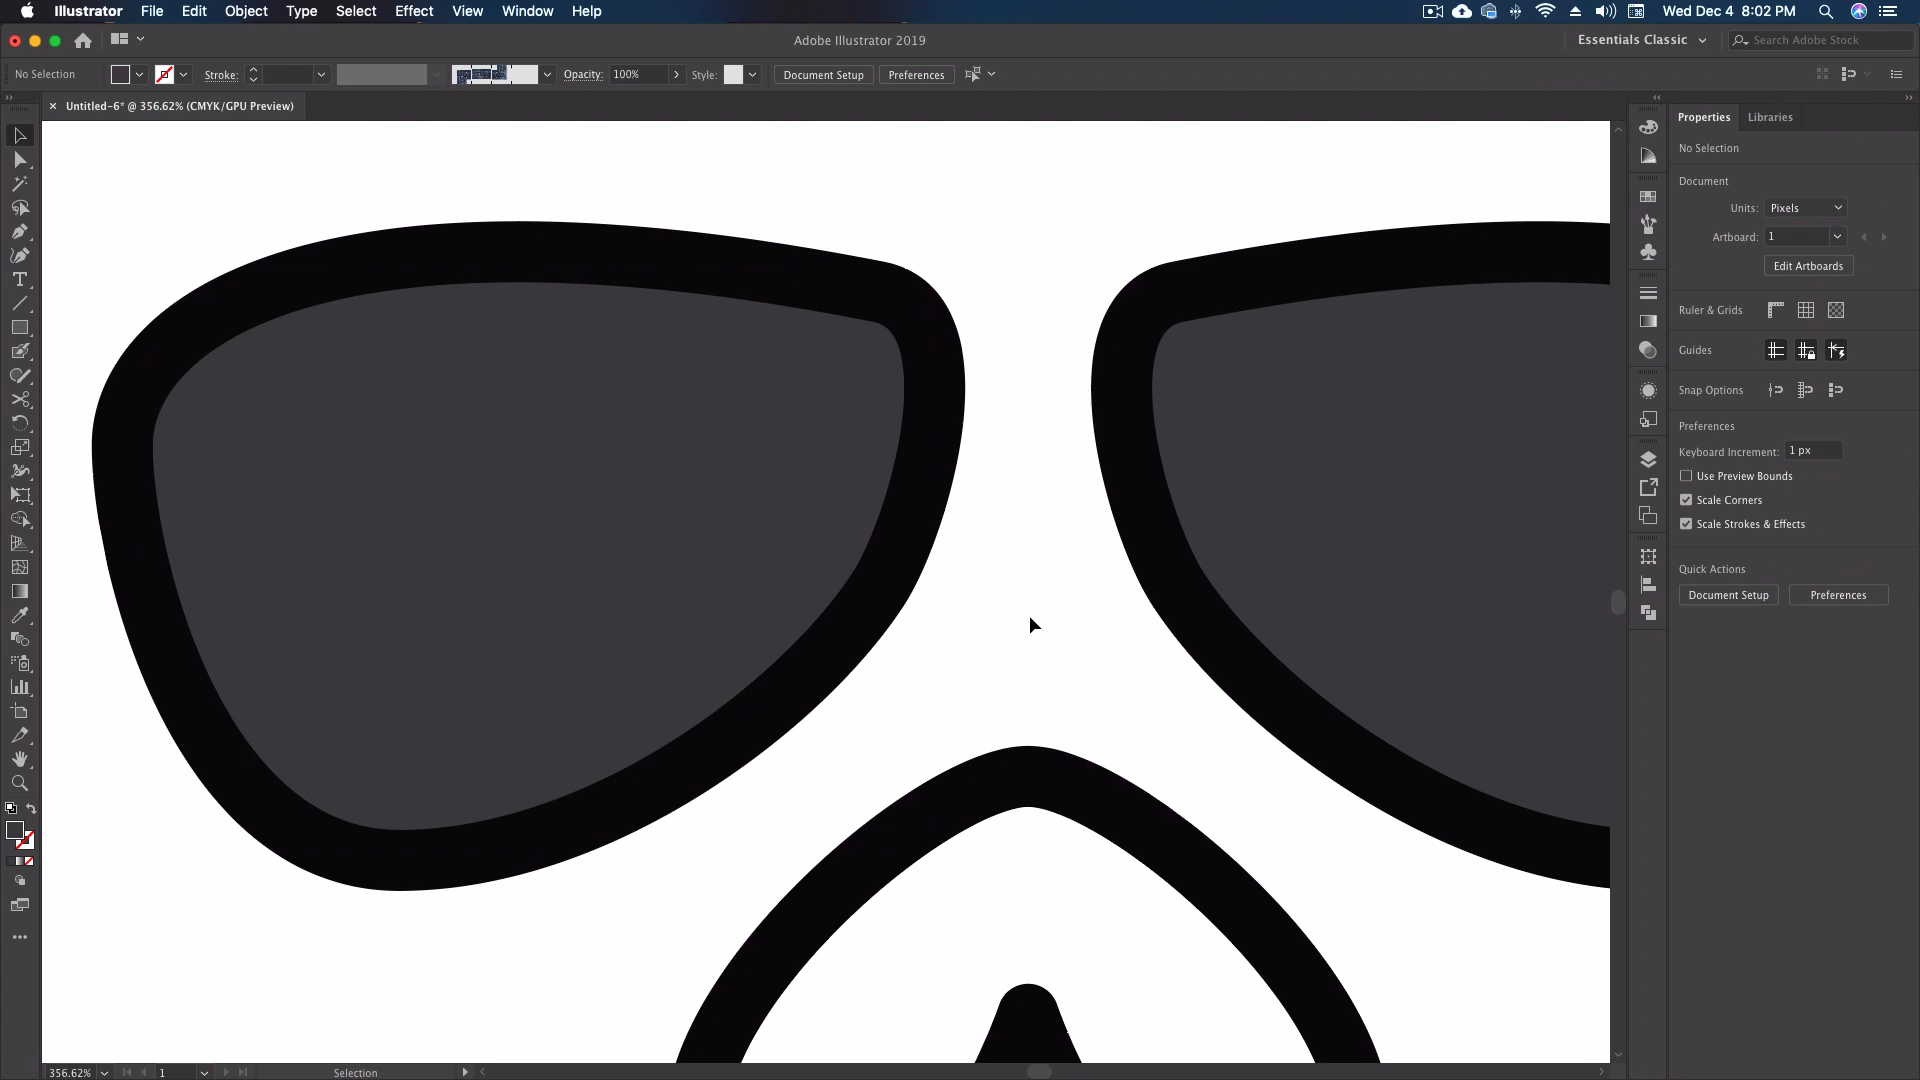 Illustrator File Edit Object Type Select Effect View Window Help Wed Dec 4 8:02 PM
Adobe Illustrator 2019 Essentials Classic Search Adobe Stock
No Selection Stroke: Opacity: 100% Style: Document Setup Preferences
× Untitled-6* @ 356.62% (CMYK/GPU Preview)
Properties Libraries
No Selection
Document
Units: Pixels
Artboard: 1
Edit Artboards
Ruler & Grids
Guides
Snap Options
Preferences
Keyboard Increment: 1 px
Use Preview Bounds
Scale Corners
Scale Strokes & Effects
Quick Actions
Document Setup Preferences
356.62% 1 Selection